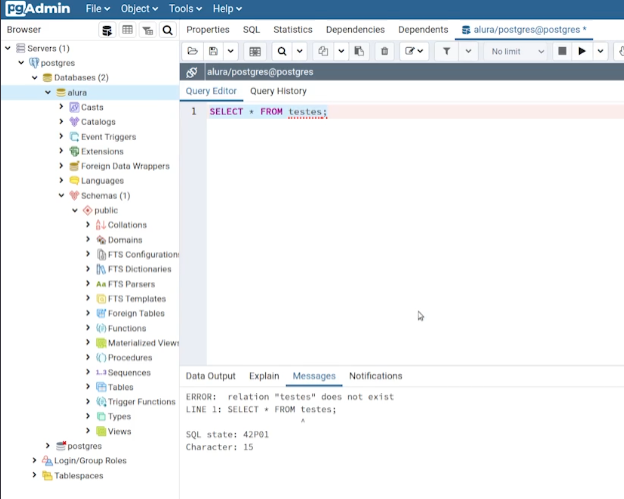 pgAdmin File Object Tools Help
Browser
Properties SQL Statistics Dependencies Dependents alura/postgres@postgres *
No limit
alura/postgres@postgres
Query Editor Query History
1 SELECT * FROM testes;
Servers (1)
postgres
Databases (2)
alura
Casts
Catalogs
Event Triggers
Extensions
Foreign Data Wrappers
Languages
Schemas (1)
public
Collations
Domains
FTS Configuration
FTS Dictionaries
Aa FTS Parsers
FTS Templates
Foreign Tables
Functions
Materialized View
Procedures
1..3 Sequences
Tables
Trigger Functions
Types
Views
postgres
Login/Group Roles
Tablespaces
Data Output Explain Messages Notifications
ERROR:  relation "testes" does not exist
LINE 1: SELECT * FROM testes;
^
SQL state: 42P01
Character: 15